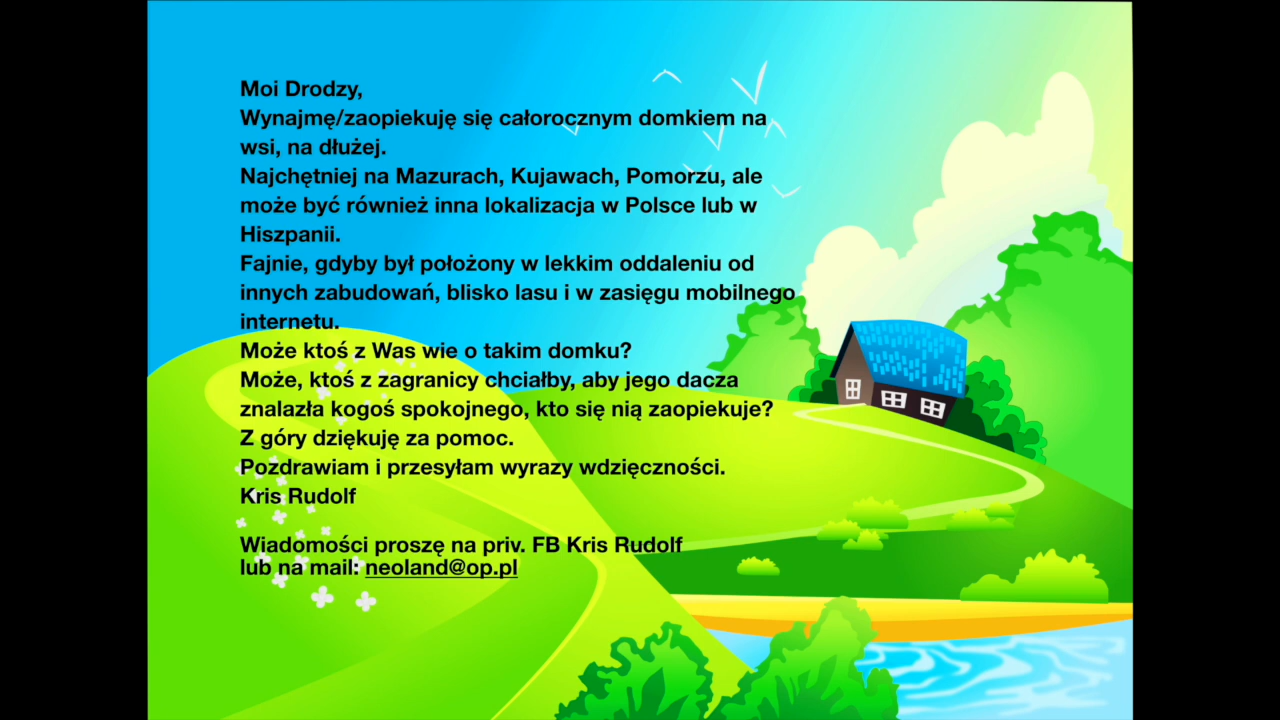 Moi Drodzy,
Wynajmę/zaopiekuję się całorocznym domkiem na
wsi, na dłużej.
Najchętniej na Mazurach, Kujawach, Pomorzu, ale
może być również inna lokalizacja w Polsce lub w
Hiszpanii.
Fajnie, gdyby był położony w lekkim oddaleniu od
innych zabudowań, blisko lasu i w zasięgu mobilnego
internetu.
Może ktoś z Was wie o takim domku?
Może, ktoś z zagranicy chciałby, aby jego dacza
znalazła kogoś spokojnego, kto się nią zaopiekuje?
Z góry dziękuję za pomoc.
Pozdrawiam i przesyłam wyrazy wdzięczności.
Kris Rudolf
Wiadomości proszę na priv. FB Kris Rudolf
lub na mail: neoland@op.pl